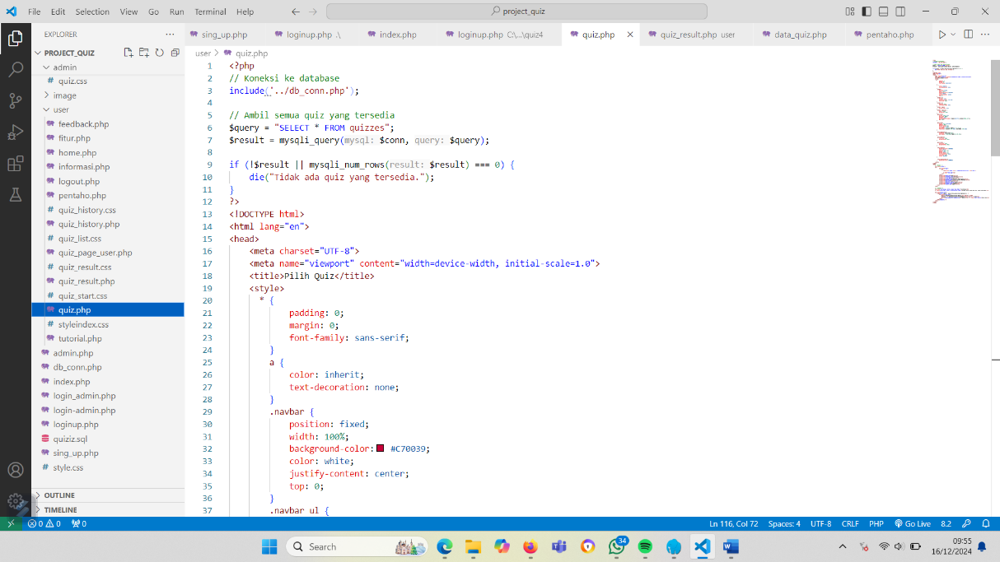 File Edit Selection View Go Run Terminal Help
project_quiz
EXPLORER
sing_up.php
loginup.php .\
index.php
loginup.php C:\...\quiz4
quiz.php
quiz_result.php user
data_quiz.php
pentaho.php
PROJECT_QUIZ
admin
quiz.css
image
user
feedback.php
fitur.php
home.php
informasi.php
logout.php
pentaho.php
quiz_history.css
quiz_history.php
quiz_list.css
quiz_page_user.php
quiz_result.css
quiz_result.php
quiz_start.css
quiz.php
styleindex.css
tutorial.php
admin.php
db_conn.php
index.php
login_admin.php
login-admin.php
loginup.php
quiziz.sql
sing_up.php
style.css
OUTLINE
TIMELINE
user > quiz.php
1 <?php
2 // Koneksi ke database
3 include('../db_conn.php');
4
5 // Ambil semua quiz yang tersedia
6 $query = "SELECT * FROM quizzes";
7 $result = mysqli_query(mysql: $conn, query: $query);
8
9 if (!$result || mysqli_num_rows(result: $result) === 0) {
10 die("Tidak ada quiz yang tersedia.");
11 }
12 ?>
13 <!DOCTYPE html>
14 <html lang="en">
15 <head>
16 <meta charset="UTF-8">
17 <meta name="viewport" content="width=device-width, initial-scale=1.0">
18 <title>Pilih Quiz</title>
19 <style>
20 * {
21 padding: 0;
22 margin: 0;
23 font-family: sans-serif;
24 }
25 a {
26 color: inherit;
27 text-decoration: none;
28 }
29 .navbar {
30 position: fixed;
31 width: 100%;
32 background-color: #C70039;
33 color: white;
34 justify-content: center;
35 top: 0;
36 }
37 .navbar ul {
0 0 0
Ln 116, Col 72 Spaces: 4 UTF-8 CRLF PHP Go Live 8.2
Search
34
09:55
16/12/2024